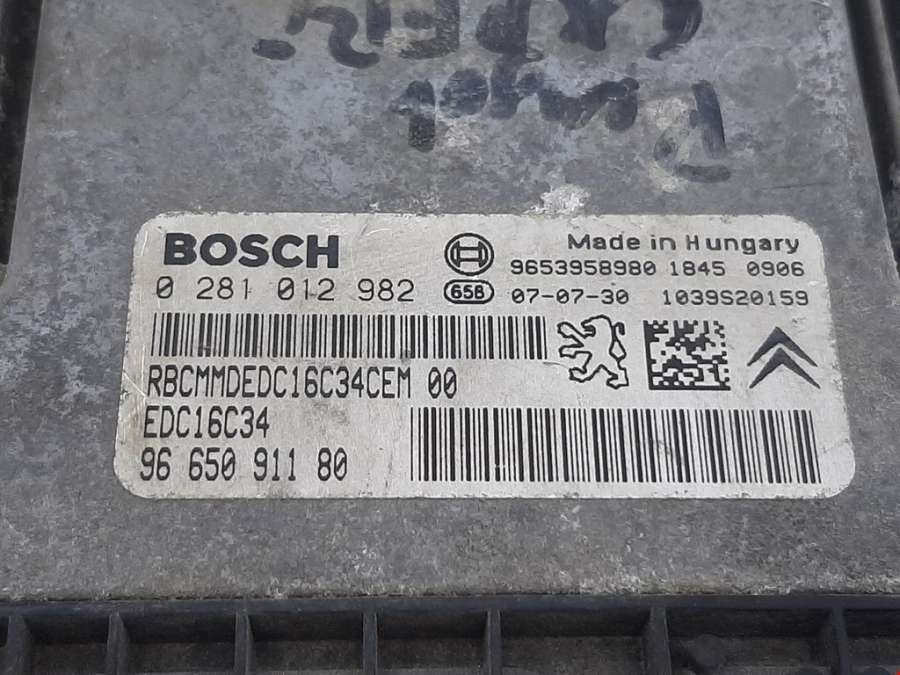 BOSCH
Made in Hungary
9653958980 1845 0906
0 281 012 982
658
07-07-30 1039S20159
RBCMMDEDC16C34CEM 00
EDC16C34
96 650 911 80